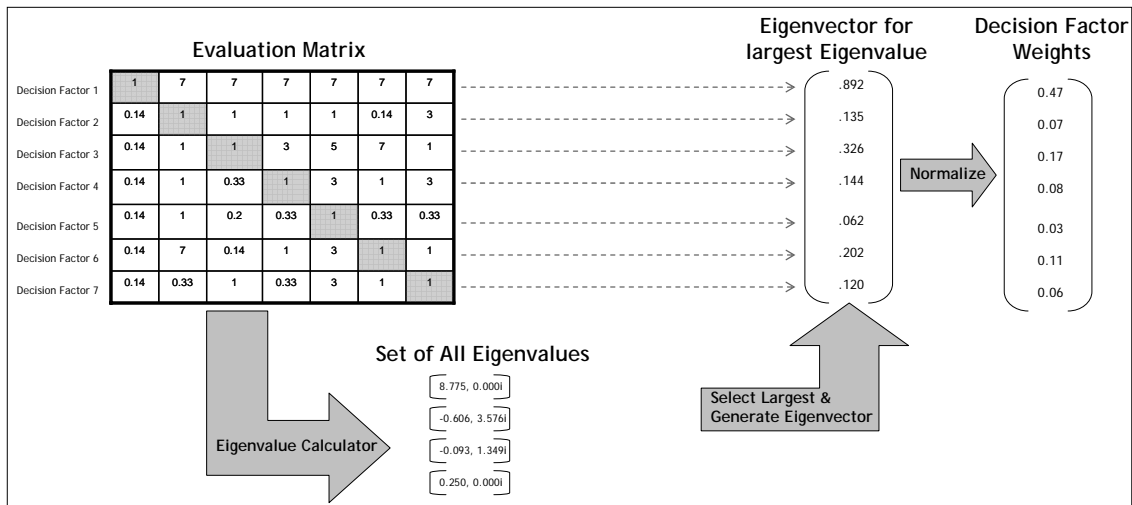 Evaluation Matrix
Eigenvector for
largest Eigenvalue
Decision Factor
Weights
Decision Factor 1 1 7 7 7 7 7 7 .892 0.47
Decision Factor 2 0.14 1 1 1 1 0.14 3 .135 0.07
Decision Factor 3 0.14 1 1 3 5 7 1 .326 0.17
Decision Factor 4 0.14 1 0.33 1 3 1 3 .144 0.08
Decision Factor 5 0.14 1 0.2 0.33 1 0.33 0.33 .062 0.03
Decision Factor 6 0.14 7 0.14 1 3 1 1 .202 0.11
Decision Factor 7 0.14 0.33 1 0.33 3 1 1 .120 0.06
Normalize
Set of All Eigenvalues
8.775, 0.000i
-0.606, 3.576i
-0.093, 1.349i
0.250, 0.000i
Eigenvalue Calculator
Select Largest &
Generate Eigenvector